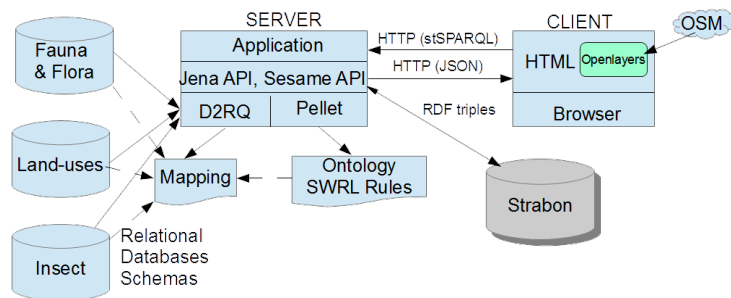 SERVER
CLIENT
OSM
Fauna
& Flora
Application
HTTP (stSPARQL)
HTML
Openlayers
Jena API, Sesame API
HTTP (JSON)
D2RQ
Pellet
RDF triples
Browser
Land-uses
Mapping
Ontology
SWRL Rules
Strabon
Insect
Relational
Databases
Schemas